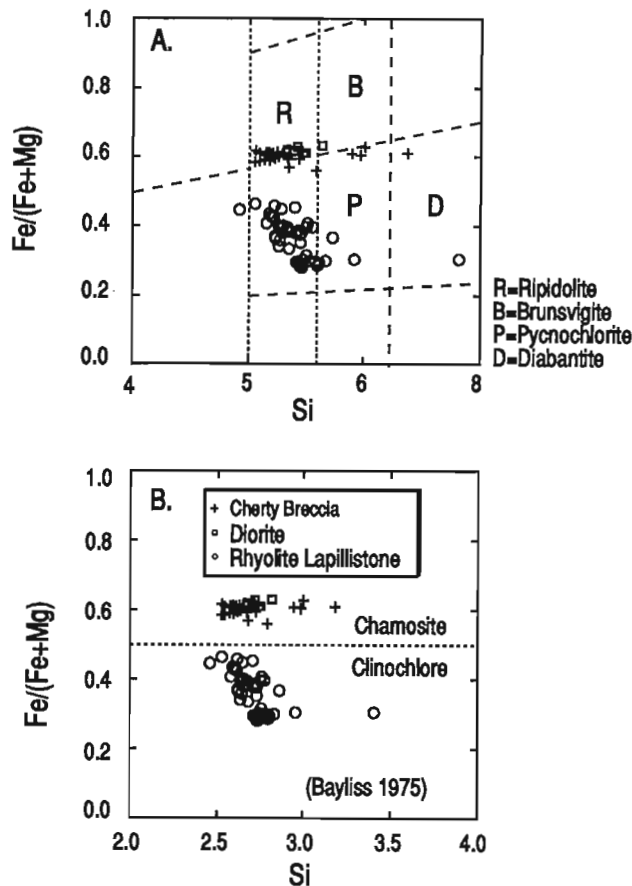 A.
1.0
0.8
0.6
0.4
0.2
0.0
Fe/(Fe+Mg)
R
B
P
D
4
5
6
8
Si
R=Ripidolite
B=Brunsvigite
P=Pycnochlorite
D=Diabantite
B.
1.0
0.8
0.6
0.4
0.2
0.0
Fe/(Fe+Mg)
Cherty Breccia
Diorite
Rhyolite Lapillistone
Chamosite
Clinochlore
(Bayliss 1975)
2.0
2.5
3.0
3.5
4.0
Si